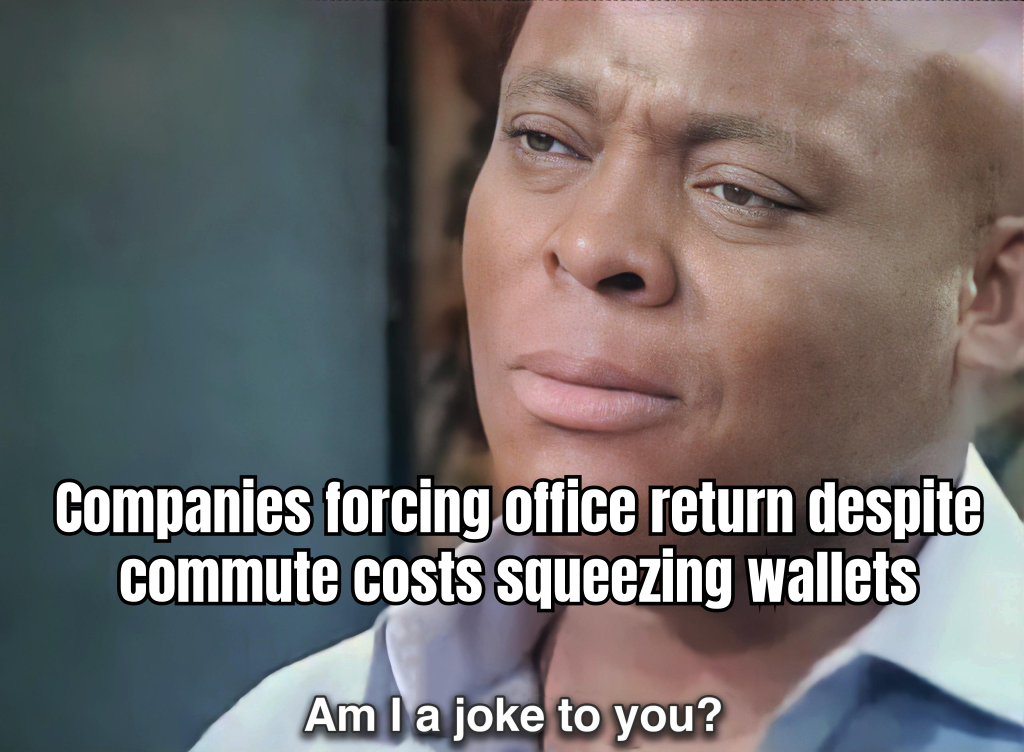 Companies forcing office return despite
commute costs squeezing wallets
Am I a joke to you?